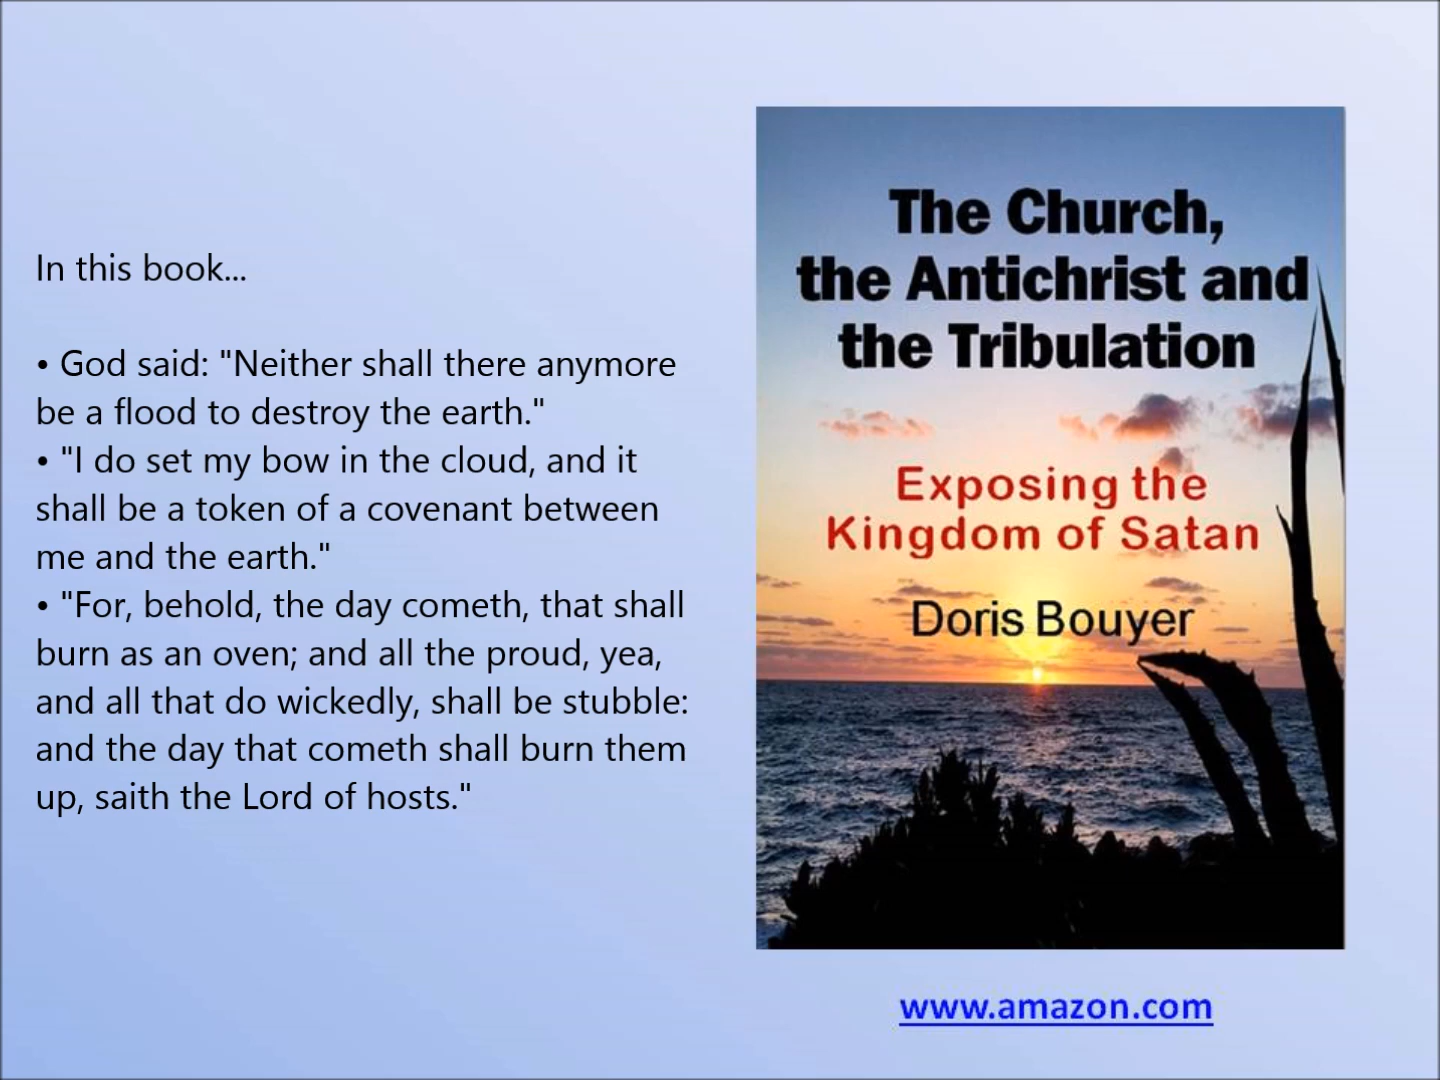 In this book...
• God said: "Neither shall there anymore
be a flood to destroy the earth."
• "I do set my bow in the cloud, and it
shall be a token of a covenant between
me and the earth."
• "For, behold, the day cometh, that shall
burn as an oven; and all the proud, yea,
and all that do wickedly, shall be stubble:
and the day that cometh shall burn them
up, saith the Lord of hosts."
The Church,
the Antichrist and
the Tribulation
Exposing the
Kingdom of Satan
Doris Bouyer
www.amazon.com